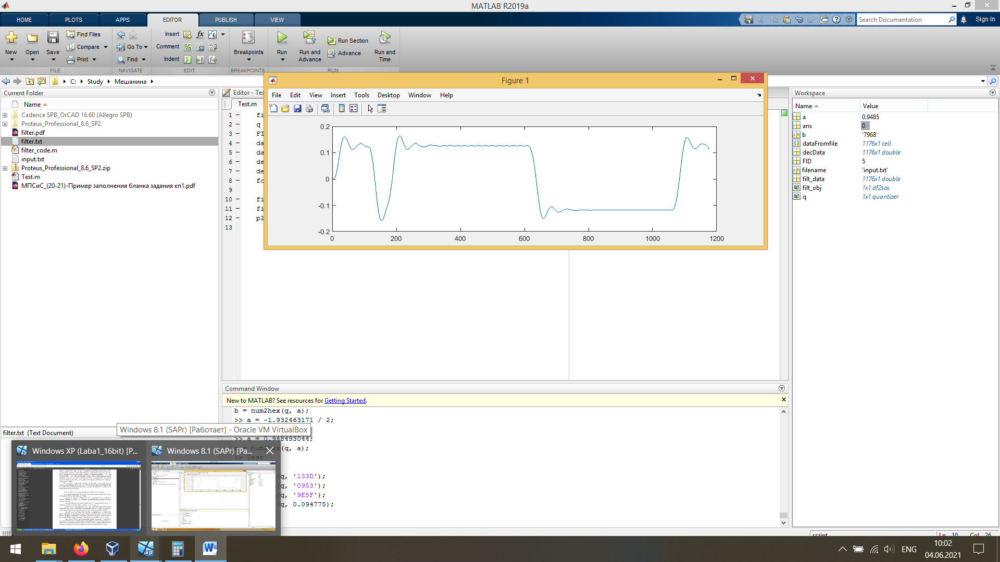 MATLAB R2019a
HOME PLOTS APPS EDITOR PUBLISH VIEW
Search Documentation
Sign In
New Open Save
Find Files
Compare
Print
FILE
Go To
Find
NAVIGATE
Insert
Comment
Indent
fx
EDIT
Breakpoints
BREAKPOINTS
Run
Run and Advance
Run Section
Advance
Run and Time
RUN
C: Study Мешанина
Current Folder
Name
Cadence SPB_OrCAD 16.60 (Allegro SPB)
Proteus_Professional_8.6_SP2
filter.pdf
filter.txt
filter_code.m
input.txt
Proteus_Professional_8.6_SP2.zip
Test.m
МПСиС_(20-21)-Пример заполнения бланка задания кп1.pdf
filter.txt (Text Document)
Editor - Tes
Test.m
1 – fi
2 – q
3 – FI
4 – da
5 – da
6 – de
7 – de
8 – fo
9
10 – fi
11 – fi
12 – pl
13
Figure 1
File Edit View Insert Tools Desktop Window Help
0.2
0.1
0
-0.1
-0.2
0 200 400 600 800 1000 1200
Workspace
Name Value
a 0.9485
ans 0
b '7968'
dataFromfile 1176x1 cell
decData 1176x1 double
FID 5
filename 'input.txt'
filt_data 1176x1 double
filt_obj 1x1 df2sos
q 1x1 quantizer
Command Window
New to MATLAB? See resources for Getting Started.
b = num2hex(q, a);
>> a = -1.932463171 / 2;
>> a = 0.948493044;
(q, a);
>> Test
(q, '133D');
(q, '0953');
(q, '9E5F');
(q, 0.094775);
Windows 8.1 (SAPr) [Работает] - Oracle VM VirtualBox
Windows XP (Laba1_16bit) [Р...
Windows 8.1 (SAPr) [Ра...
script
Ln 10 Col 26
ENG
10:02
04.06.2021